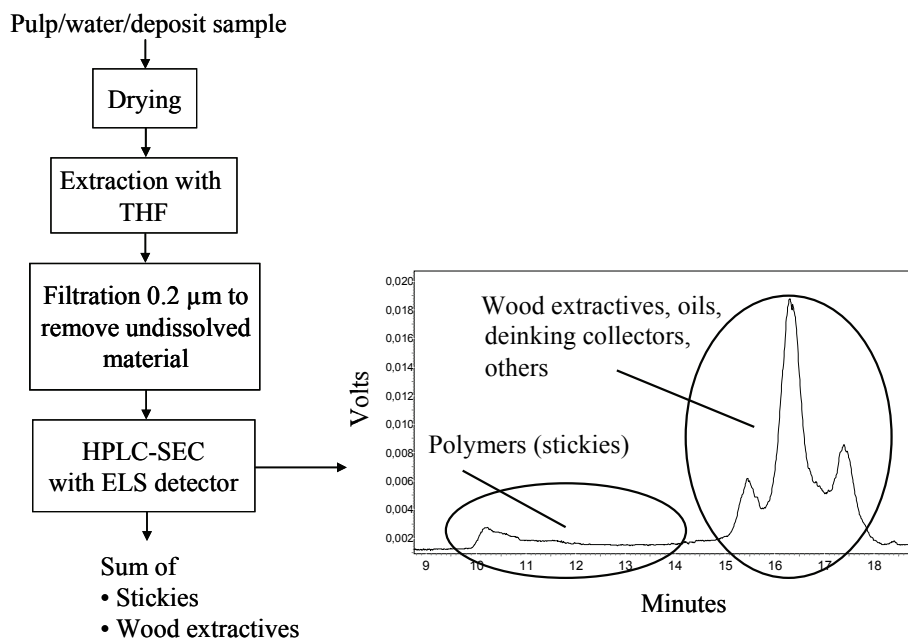 Pulp/water/deposit sample
Drying
Extraction with
THF
Filtration 0.2 µm to
remove undissolved
material
HPLC-SEC
with ELS detector
Sum of
• Stickies
• Wood extractives
0,020
0,018
0,016
0,014
0,012
0,010
0,008
0,006
0,004
0,002
Volts
Wood extractives, oils,
deinking collectors,
others
Polymers (stickies)
9 10 11 12 13 14 15 16 17 18
Minutes